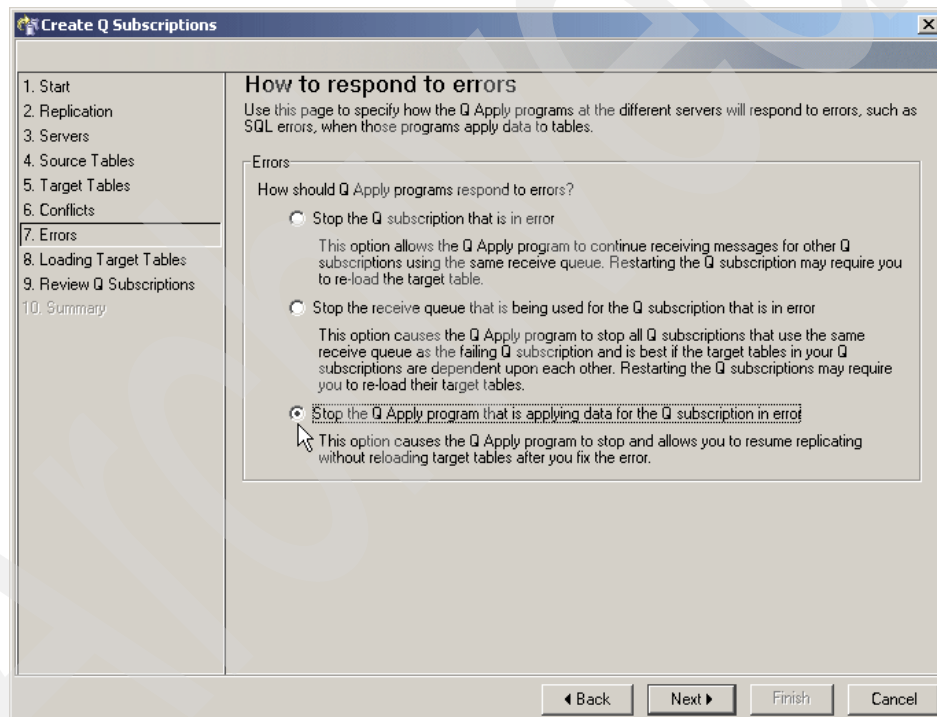 Create Q Subscriptions
1. Start
2. Replication
3. Servers
4. Source Tables
5. Target Tables
6. Conflicts
7. Errors
8. Loading Target Tables
9. Review Q Subscriptions
10. Summary
How to respond to errors
Use this page to specify how the Q Apply programs at the different servers will respond to errors, such as
SQL errors, when those programs apply data to tables.
Errors
How should Q Apply programs respond to errors?
Stop the Q subscription that is in error
This option allows the Q Apply program to continue receiving messages for other Q
subscriptions using the same receive queue. Restarting the Q subscription may require you
to re-load the target table.
Stop the receive queue that is being used for the Q subscription that is in error
This option causes the Q Apply program to stop all Q subscriptions that use the same
receive queue as the failing Q subscription and is best if the target tables in your Q
subscriptions are dependent upon each other. Restarting the Q subscriptions may require
you to re-load their target tables.
Stop the Q Apply program that is applying data for the Q subscription in error
This option causes the Q Apply program to stop and allows you to resume replicating
without reloading target tables after you fix the error.
Back
Next
Finish
Cancel